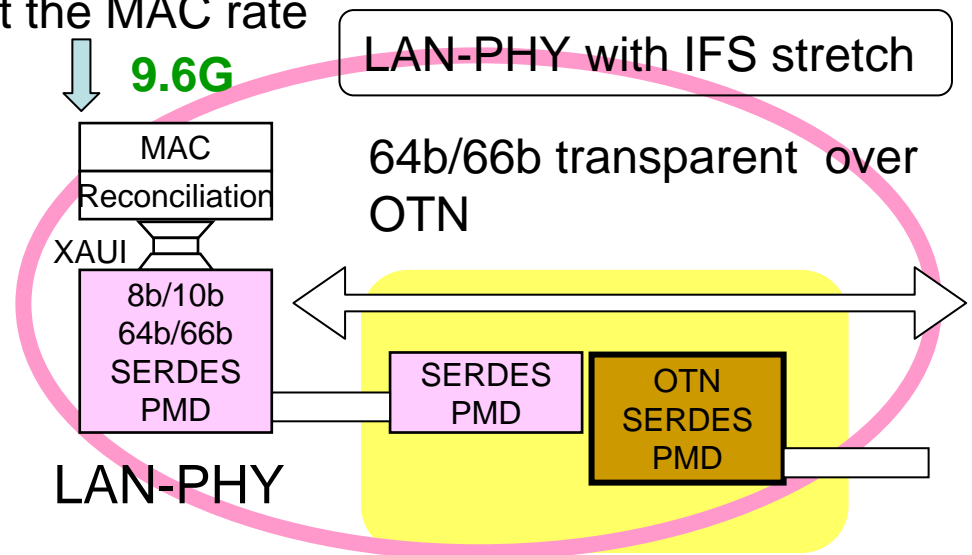 t the MAC rate
9.6G
LAN-PHY with IFS stretch
MAC
Reconciliation
XAUI
8b/10b
64b/66b
SERDES
PMD
64b/66b transparent over
OTN
SERDES
PMD
OTN
SERDES
PMD
LAN-PHY